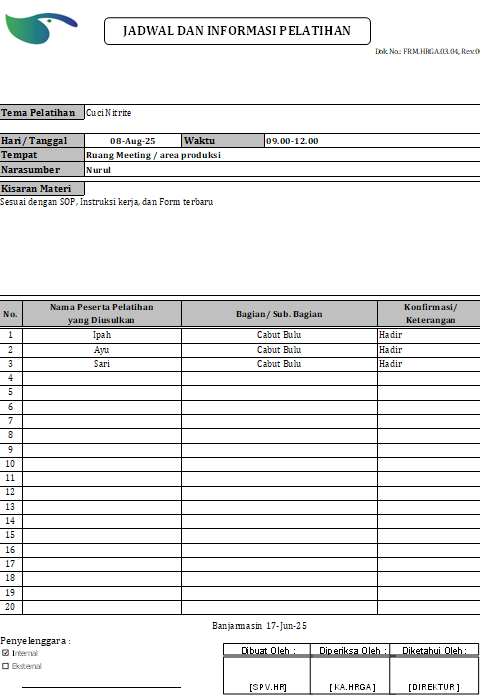 JADWAL DAN INFORMASI PELATIHAN
Dok.No.: FRM.HRGA.03.04, Rev.0
Tema Pelatihan Cuci Nitrite
Hari/ Tanggal 08-Aug-25 Waktu 09.00-12.00
Tempat Ruang Meeting / area produksi
Narasumber Nurul
Kisaran Materi
Sesuai dengan SOP, Instruksi kerja, dan Form terbaru
No. Nama Peserta Pelatihan yang Diusulkan Bagian/ Sub. Bagian Konfirmasi/ Keterangan
1 Ipah Cabut Bulu Hadir
2 Ayu Cabut Bulu Hadir
3 Sari Cabut Bulu Hadir
4
5
6
7
8
9
10
11
12
13
14
15
16
17
18
19
20
Banjarmasin 17-Jun-25
Penyelenggara :
Internal
Eksternal
Dibuat Oleh : Diperiksa Oleh : Diketahui Oleh :
[SPV.HR] [KA.HRGA] [DIREKTUR]